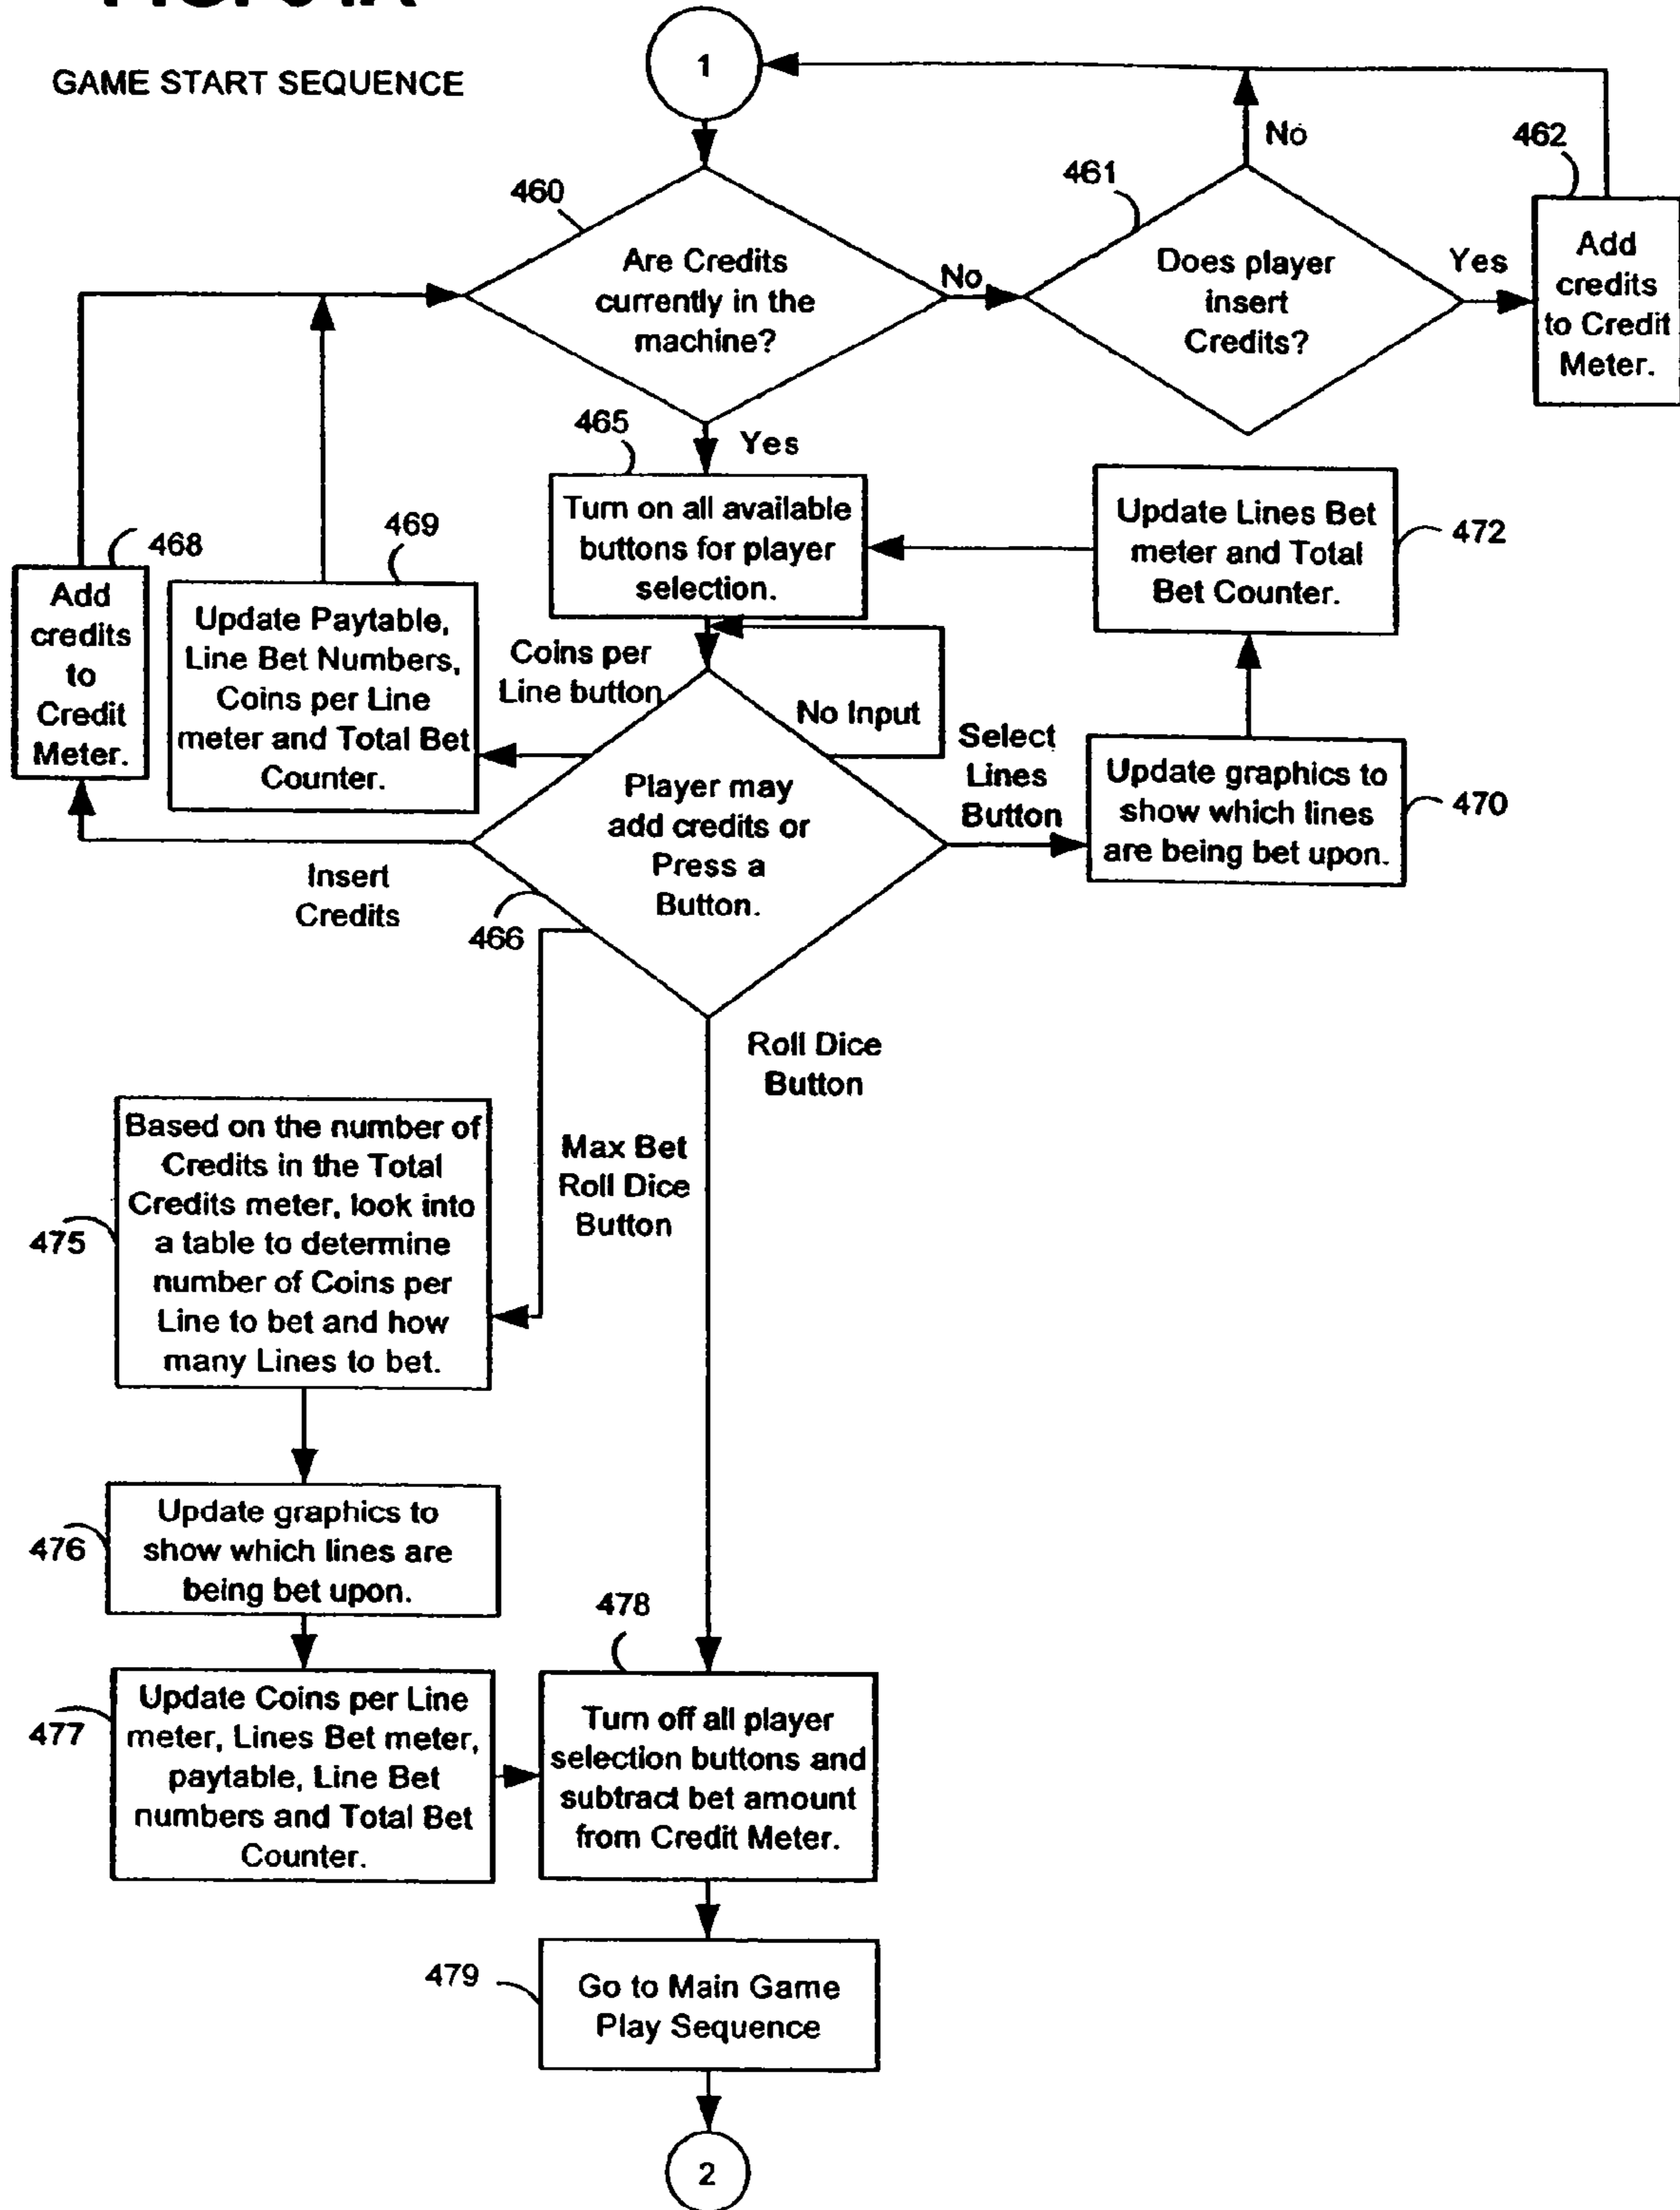 GAME START SEQUENCE
1
460
Are Credits
currently in the
machine?
No
461
Does player
insert
Credits?
No
Yes
462
Add
credits
to Credit
Meter.
Yes
465
Turn on all available
buttons for player
selection.
472
Update Lines Bet
meter and Total
Bet Counter.
468
Add
credits
to
Credit
Meter.
469
Update Paytable,
Line Bet Numbers,
Coins per Line
meter and Total Bet
Counter.
Coins per
Line button
No Input
Select
Lines
Button
470
Update graphics to
show which lines
are being bet upon.
Player may
add credits or
Press a
Button.
466
Insert
Credits
Roll Dice
Button
Max Bet
Roll Dice
Button
475
Based on the number of
Credits in the Total
Credits meter, look into
a table to determine
number of Coins per
Line to bet and how
many Lines to bet.
476
Update graphics to
show which lines are
being bet upon.
477
Update Coins per Line
meter, Lines Bet meter,
paytable, Line Bet
numbers and Total Bet
Counter.
478
Turn off all player
selection buttons and
subtract bet amount
from Credit Meter.
479
Go to Main Game
Play Sequence
2